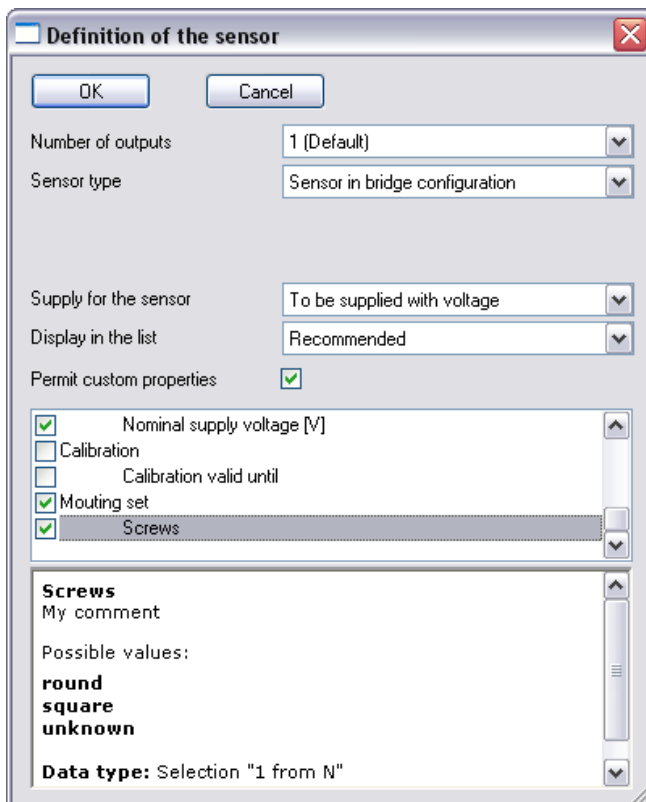 Definition of the sensor
OK Cancel
Number of outputs 1 (Default)
Sensor type Sensor in bridge configuration
Supply for the sensor To be supplied with voltage
Display in the list Recommended
Permit custom properties
Nominal supply voltage [V]
Calibration
Calibration valid until
Mouting set
Screws
Screws
My comment
Possible values:
round
square
unknown
Data type: Selection "1 from N"